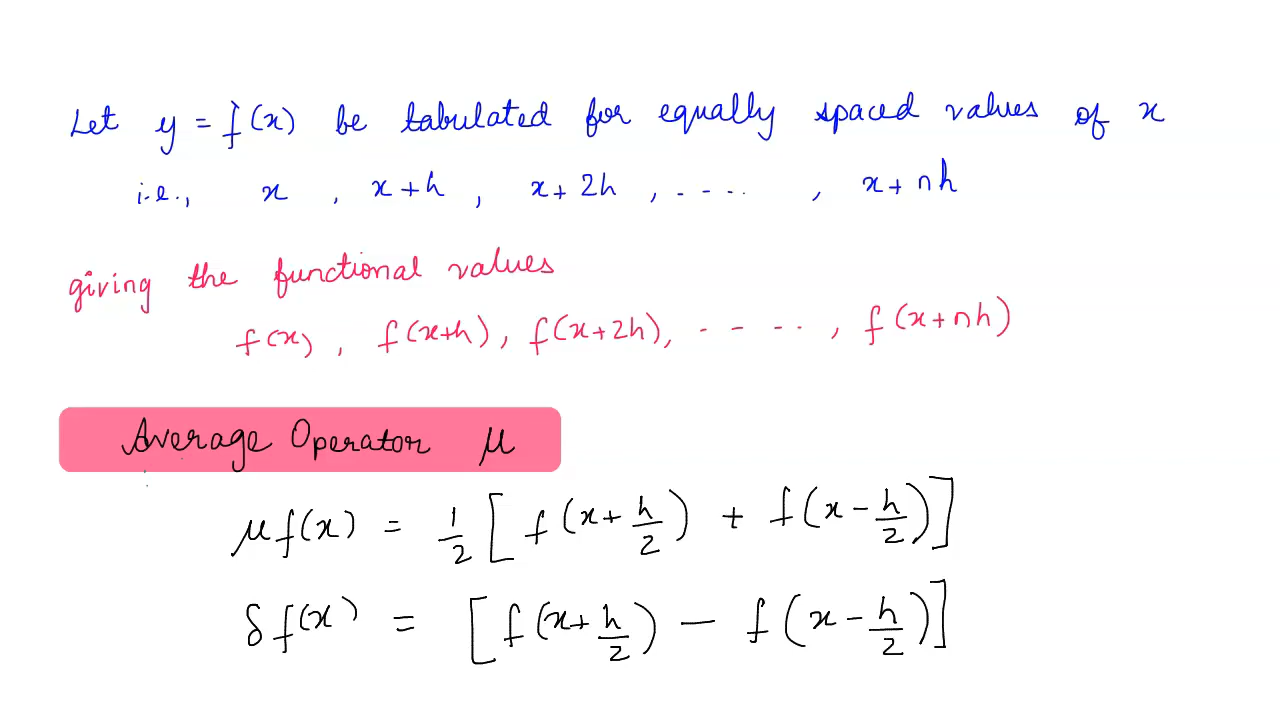 Let y = f(x) be tabulated for equally spaced values of x
i.e., x , x+h , x+2h , ----.. , x+nh
giving the functional values
f(x) , f(x+h), f(x+2h), ----.. , f(x+nh)
Average Operator μ
μf(x) = 1/2 [f(x+h/2) + f(x-h/2)]
δf(x) = [f(x+h/2) - f(x-h/2)]